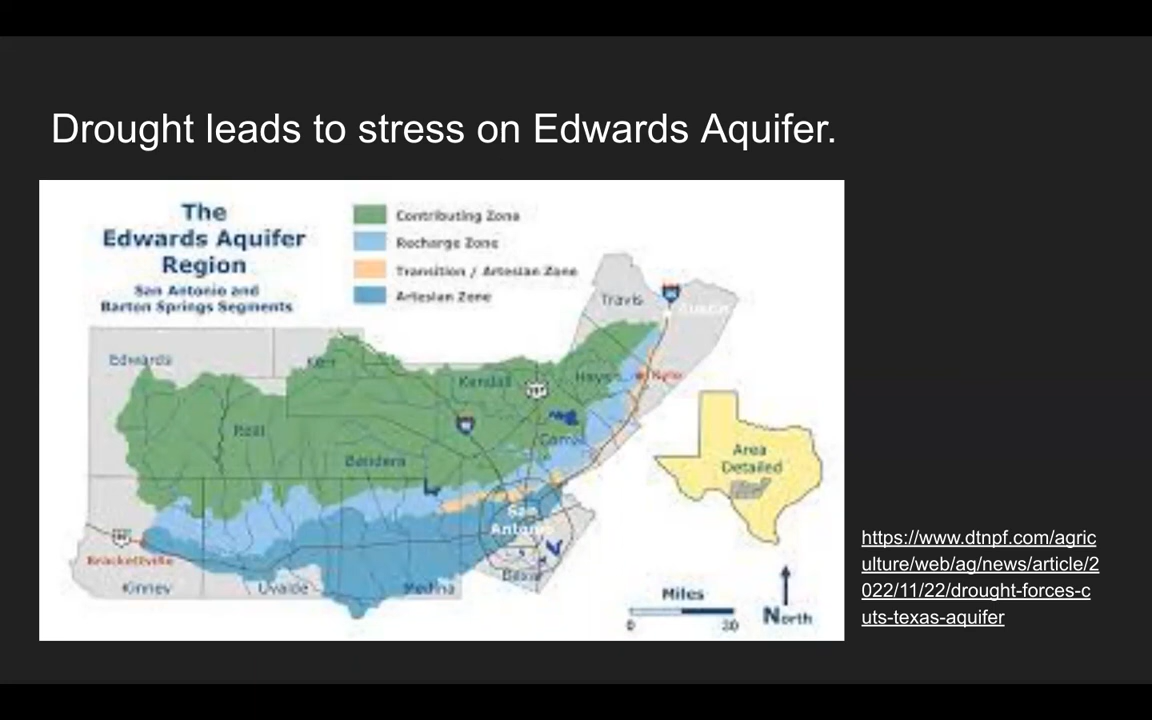 Drought leads to stress on Edwards Aquifer.
The
Edwards Aquifer
Region
San Antonio and
Barton Springs Segments
Contributing Zone
Recharge Zone
Transition / Artesian Zone
Artesian Zone
Travis
Edwards
Kerr
Kendall
Hays
Kyle
Real
Comal
Bandera
Area
Detailed
San
Antonio
Brackettville
Kinney
Uvalde
Medina
Bexar
Miles
0
30
North
https://www.dtnpf.com/agric
ulture/web/ag/news/article/2
022/11/22/drought-forces-c
uts-texas-aquifer